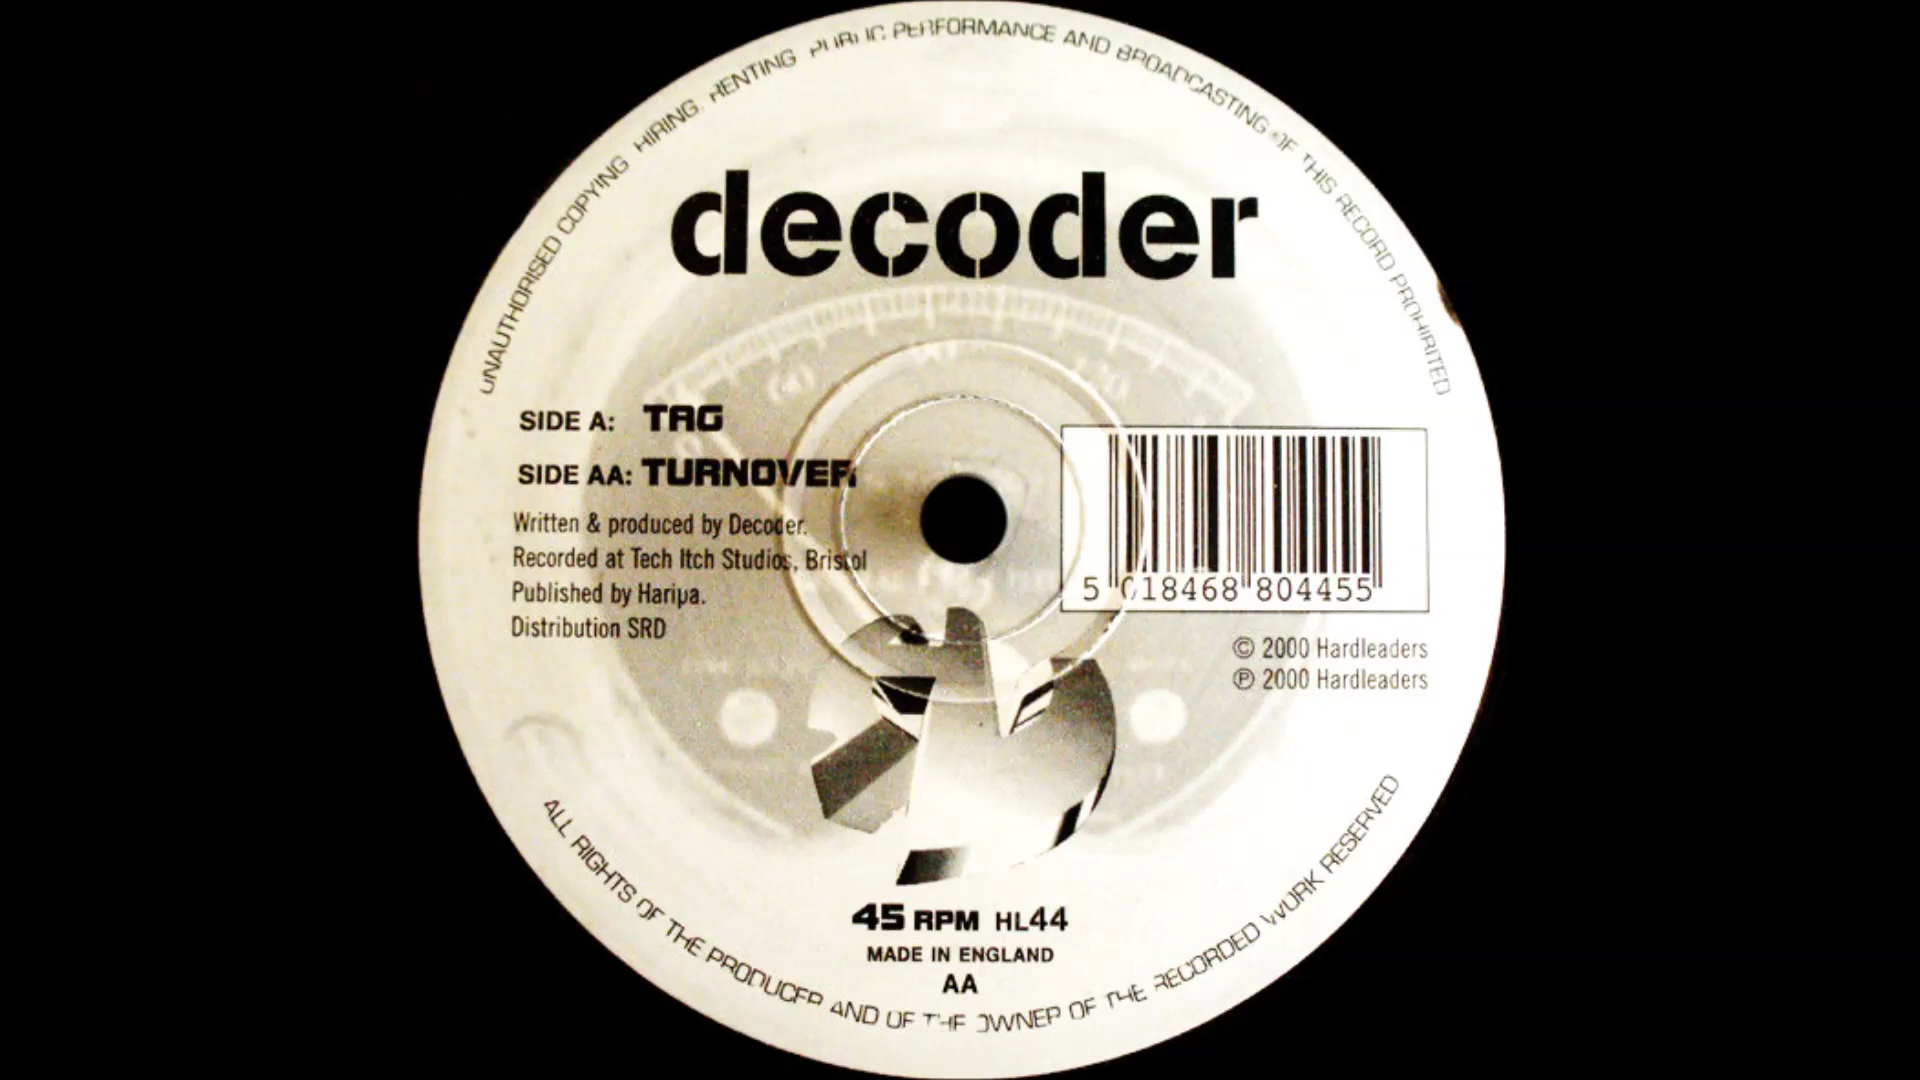 UNAUTHORISED COPYING HIRING. RENTING PUBLIC PERFORMANCE AND BROADCASTING OF THIS RECORD PROHIBITED
decoder
SIDE A: TAG
SIDE AA: TURNOVER
Written & produced by Decoder.
Recorded at Tech Itch Studios, Bristol
Published by Haripa.
Distribution SRD
5 018468 804455
© 2000 Hardleaders
℗ 2000 Hardleaders
45 RPM HL44
MADE IN ENGLAND
AA
ALL RIGHTS OF THE PRODUCER AND OF THE OWNER OF THE RECORDED WORK RESERVED